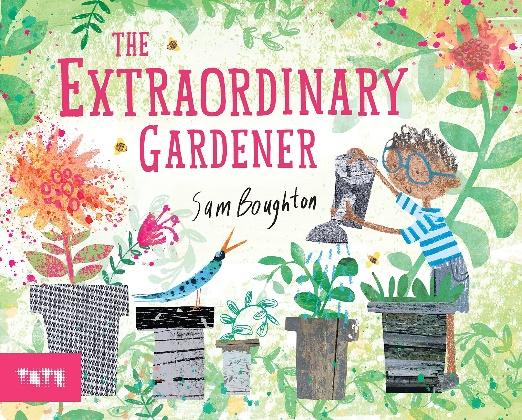 THE
EXTRAORDINARY
GARDENER
Sam Boughton
TATE